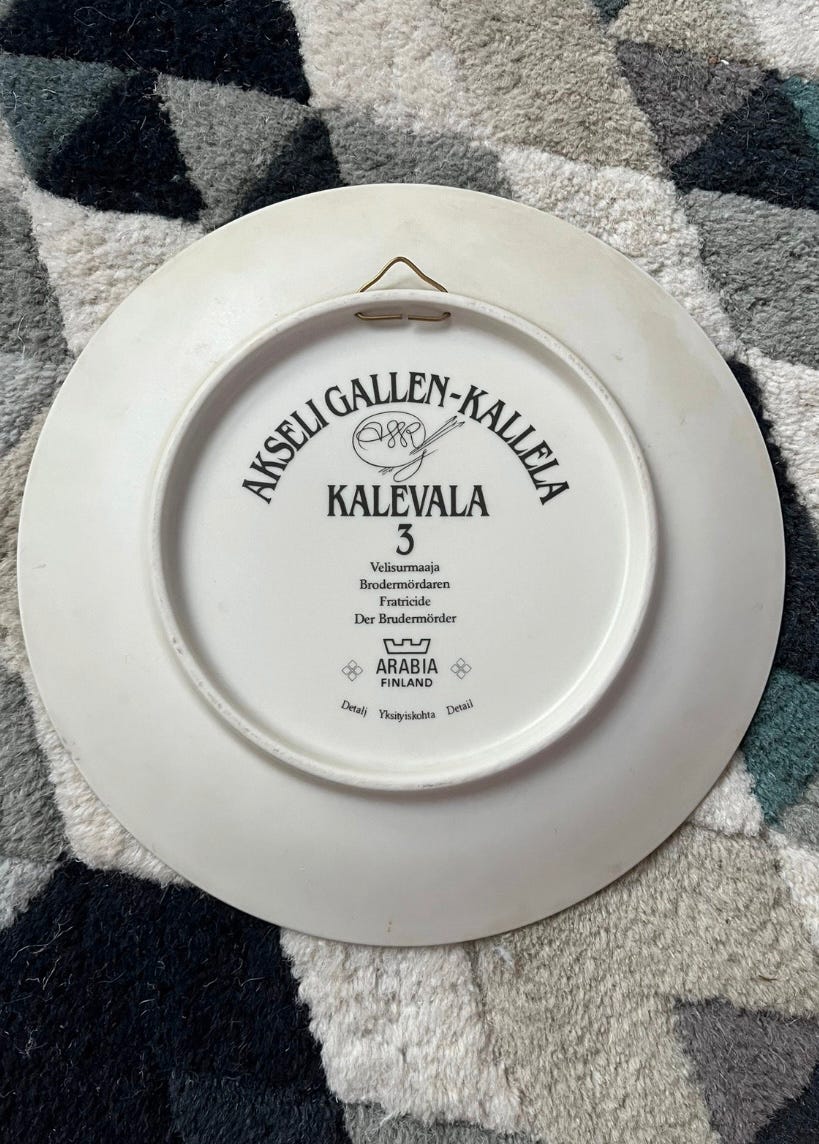 AKSELI GALLEN-KALLELA
KALEVALA
3
Velisurmaaja
Brodermördaren
Fratricide
Der Brudermörder
ARABIA
FINLAND
Detalj Yksityiskohta Detail